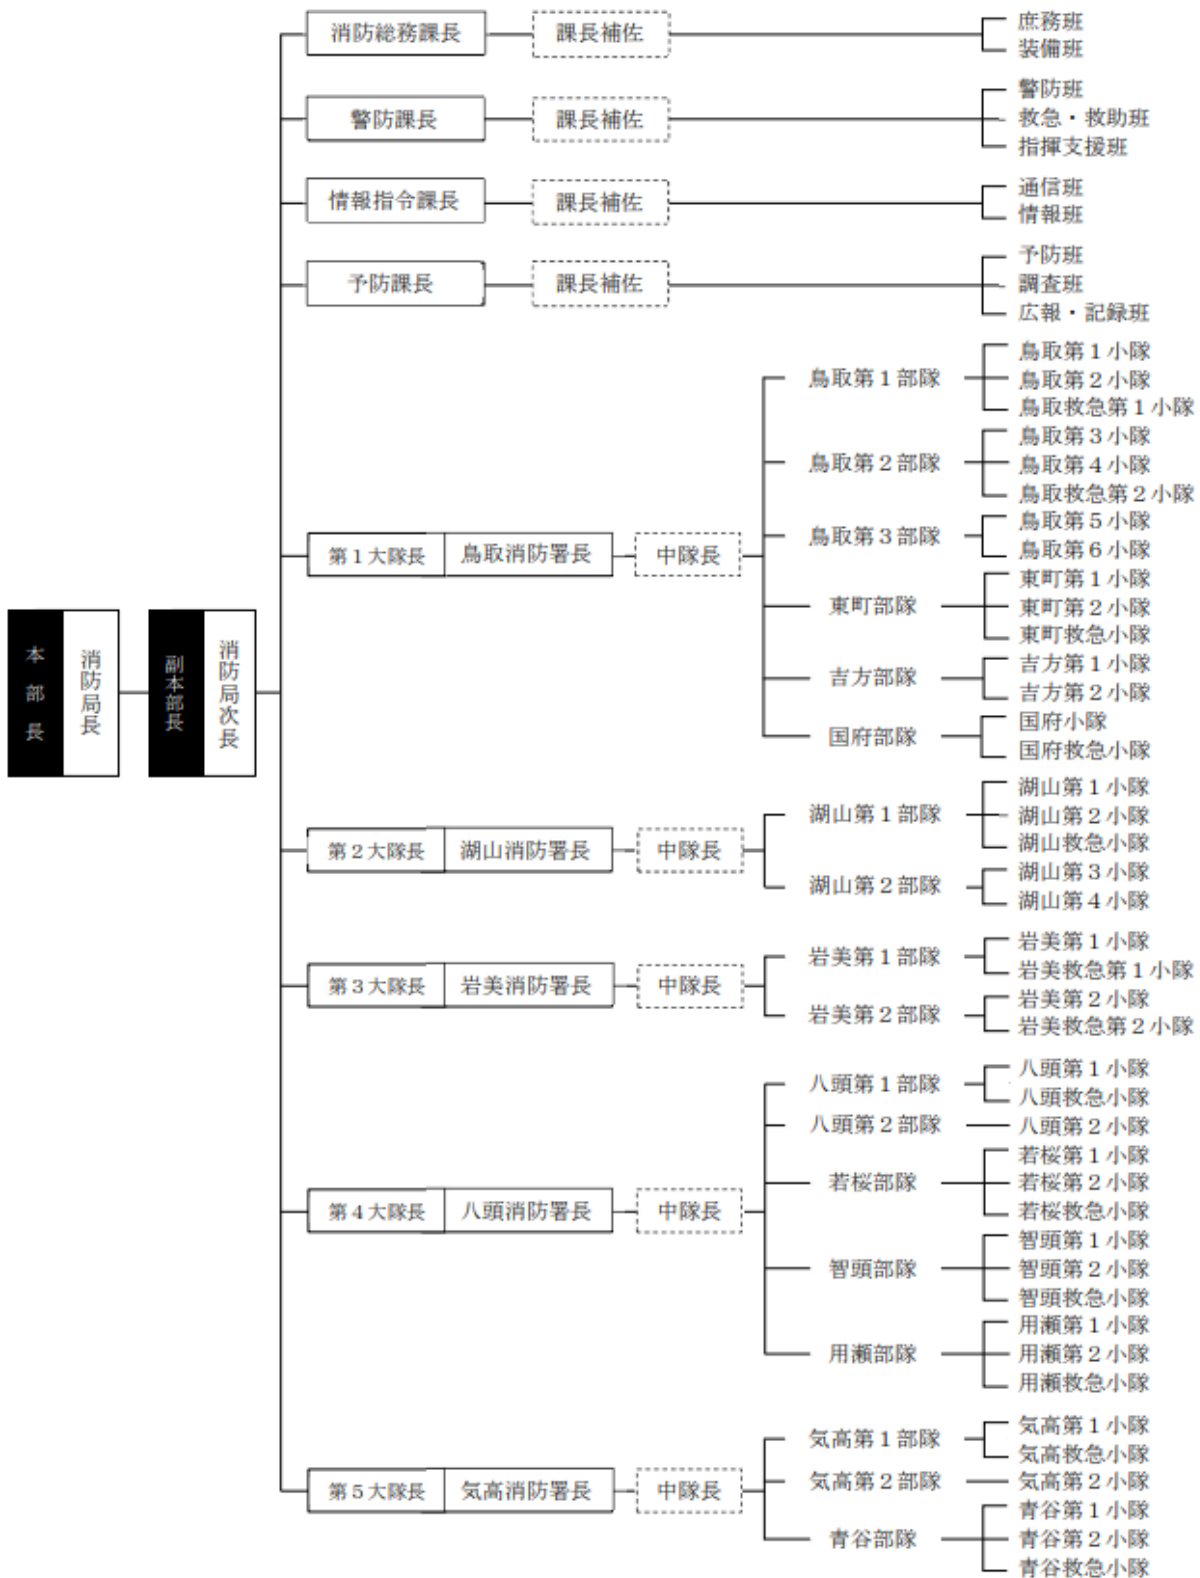 本部長
消防局長
副本部長
消防局次長
消防総務課長
課長補佐
庶務班
装備班
警防課長
課長補佐
警防班
救急・救助班
指揮支援班
情報指令課長
課長補佐
通信班
情報班
予防課長
課長補佐
予防班
調査班
広報・記録班
第1大隊長
鳥取消防署長
中隊長
鳥取第1部隊
鳥取第1小隊
鳥取第2小隊
鳥取救急第1小隊
鳥取第2部隊
鳥取第3小隊
鳥取第4小隊
鳥取救急第2小隊
鳥取第3部隊
鳥取第5小隊
鳥取第6小隊
東町部隊
東町第1小隊
東町第2小隊
東町救急小隊
吉方部隊
吉方第1小隊
吉方第2小隊
国府部隊
国府小隊
国府救急小隊
第2大隊長
湖山消防署長
中隊長
湖山第1部隊
湖山第1小隊
湖山第2小隊
湖山救急小隊
湖山第2部隊
湖山第3小隊
湖山第4小隊
第3大隊長
岩美消防署長
中隊長
岩美第1部隊
岩美第1小隊
岩美救急第1小隊
岩美第2部隊
岩美第2小隊
岩美救急第2小隊
第4大隊長
八頭消防署長
中隊長
八頭第1部隊
八頭第1小隊
八頭救急小隊
八頭第2部隊
八頭第2小隊
若桜部隊
若桜第1小隊
若桜第2小隊
若桜救急小隊
智頭部隊
智頭第1小隊
智頭第2小隊
智頭救急小隊
用瀬部隊
用瀬第1小隊
用瀬第2小隊
用瀬救急小隊
第5大隊長
気高消防署長
中隊長
気高第1部隊
気高第1小隊
気高救急小隊
気高第2部隊
気高第2小隊
青谷部隊
青谷第1小隊
青谷第2小隊
青谷救急小隊